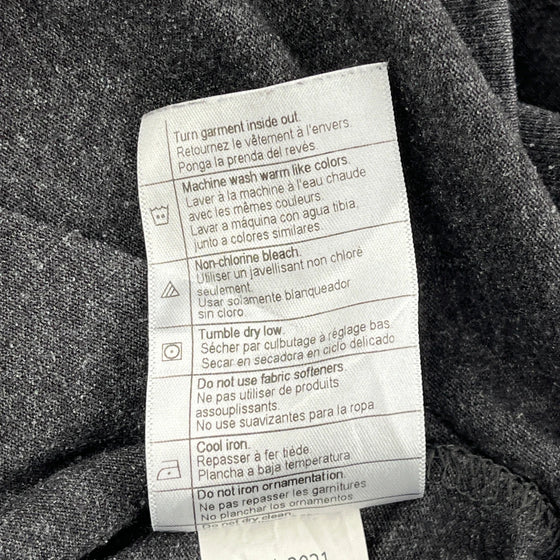 Turn garment inside out.
Retournez le vêtement à l'envers.
Ponga la prenda del revés.
Machine wash warm like colors.
Laver à la machine à l'eau chaude
avec les mêmes couleurs.
Lavar a máquina con agua tibia,
junto a colores similares.
Non-chlorine bleach.
Utiliser un javellisant non chloré
seulement.
Usar solamente blanqueador
sin cloro
Tumble dry low.
Sécher par culbutage à réglage bas.
Secar en secadora en ciclo delicado
Do not use fabric softeners.
Ne pas utiliser de produits
assouplissants.
No use suavizantes para la ropa
Cool iron.
Repasser à fer tiède
Plancha a baja temperatura
Do not iron ornamentation.
Ne pas repasser les garnitures
No planchar los ornamentos.
Do not dry clean.
2021